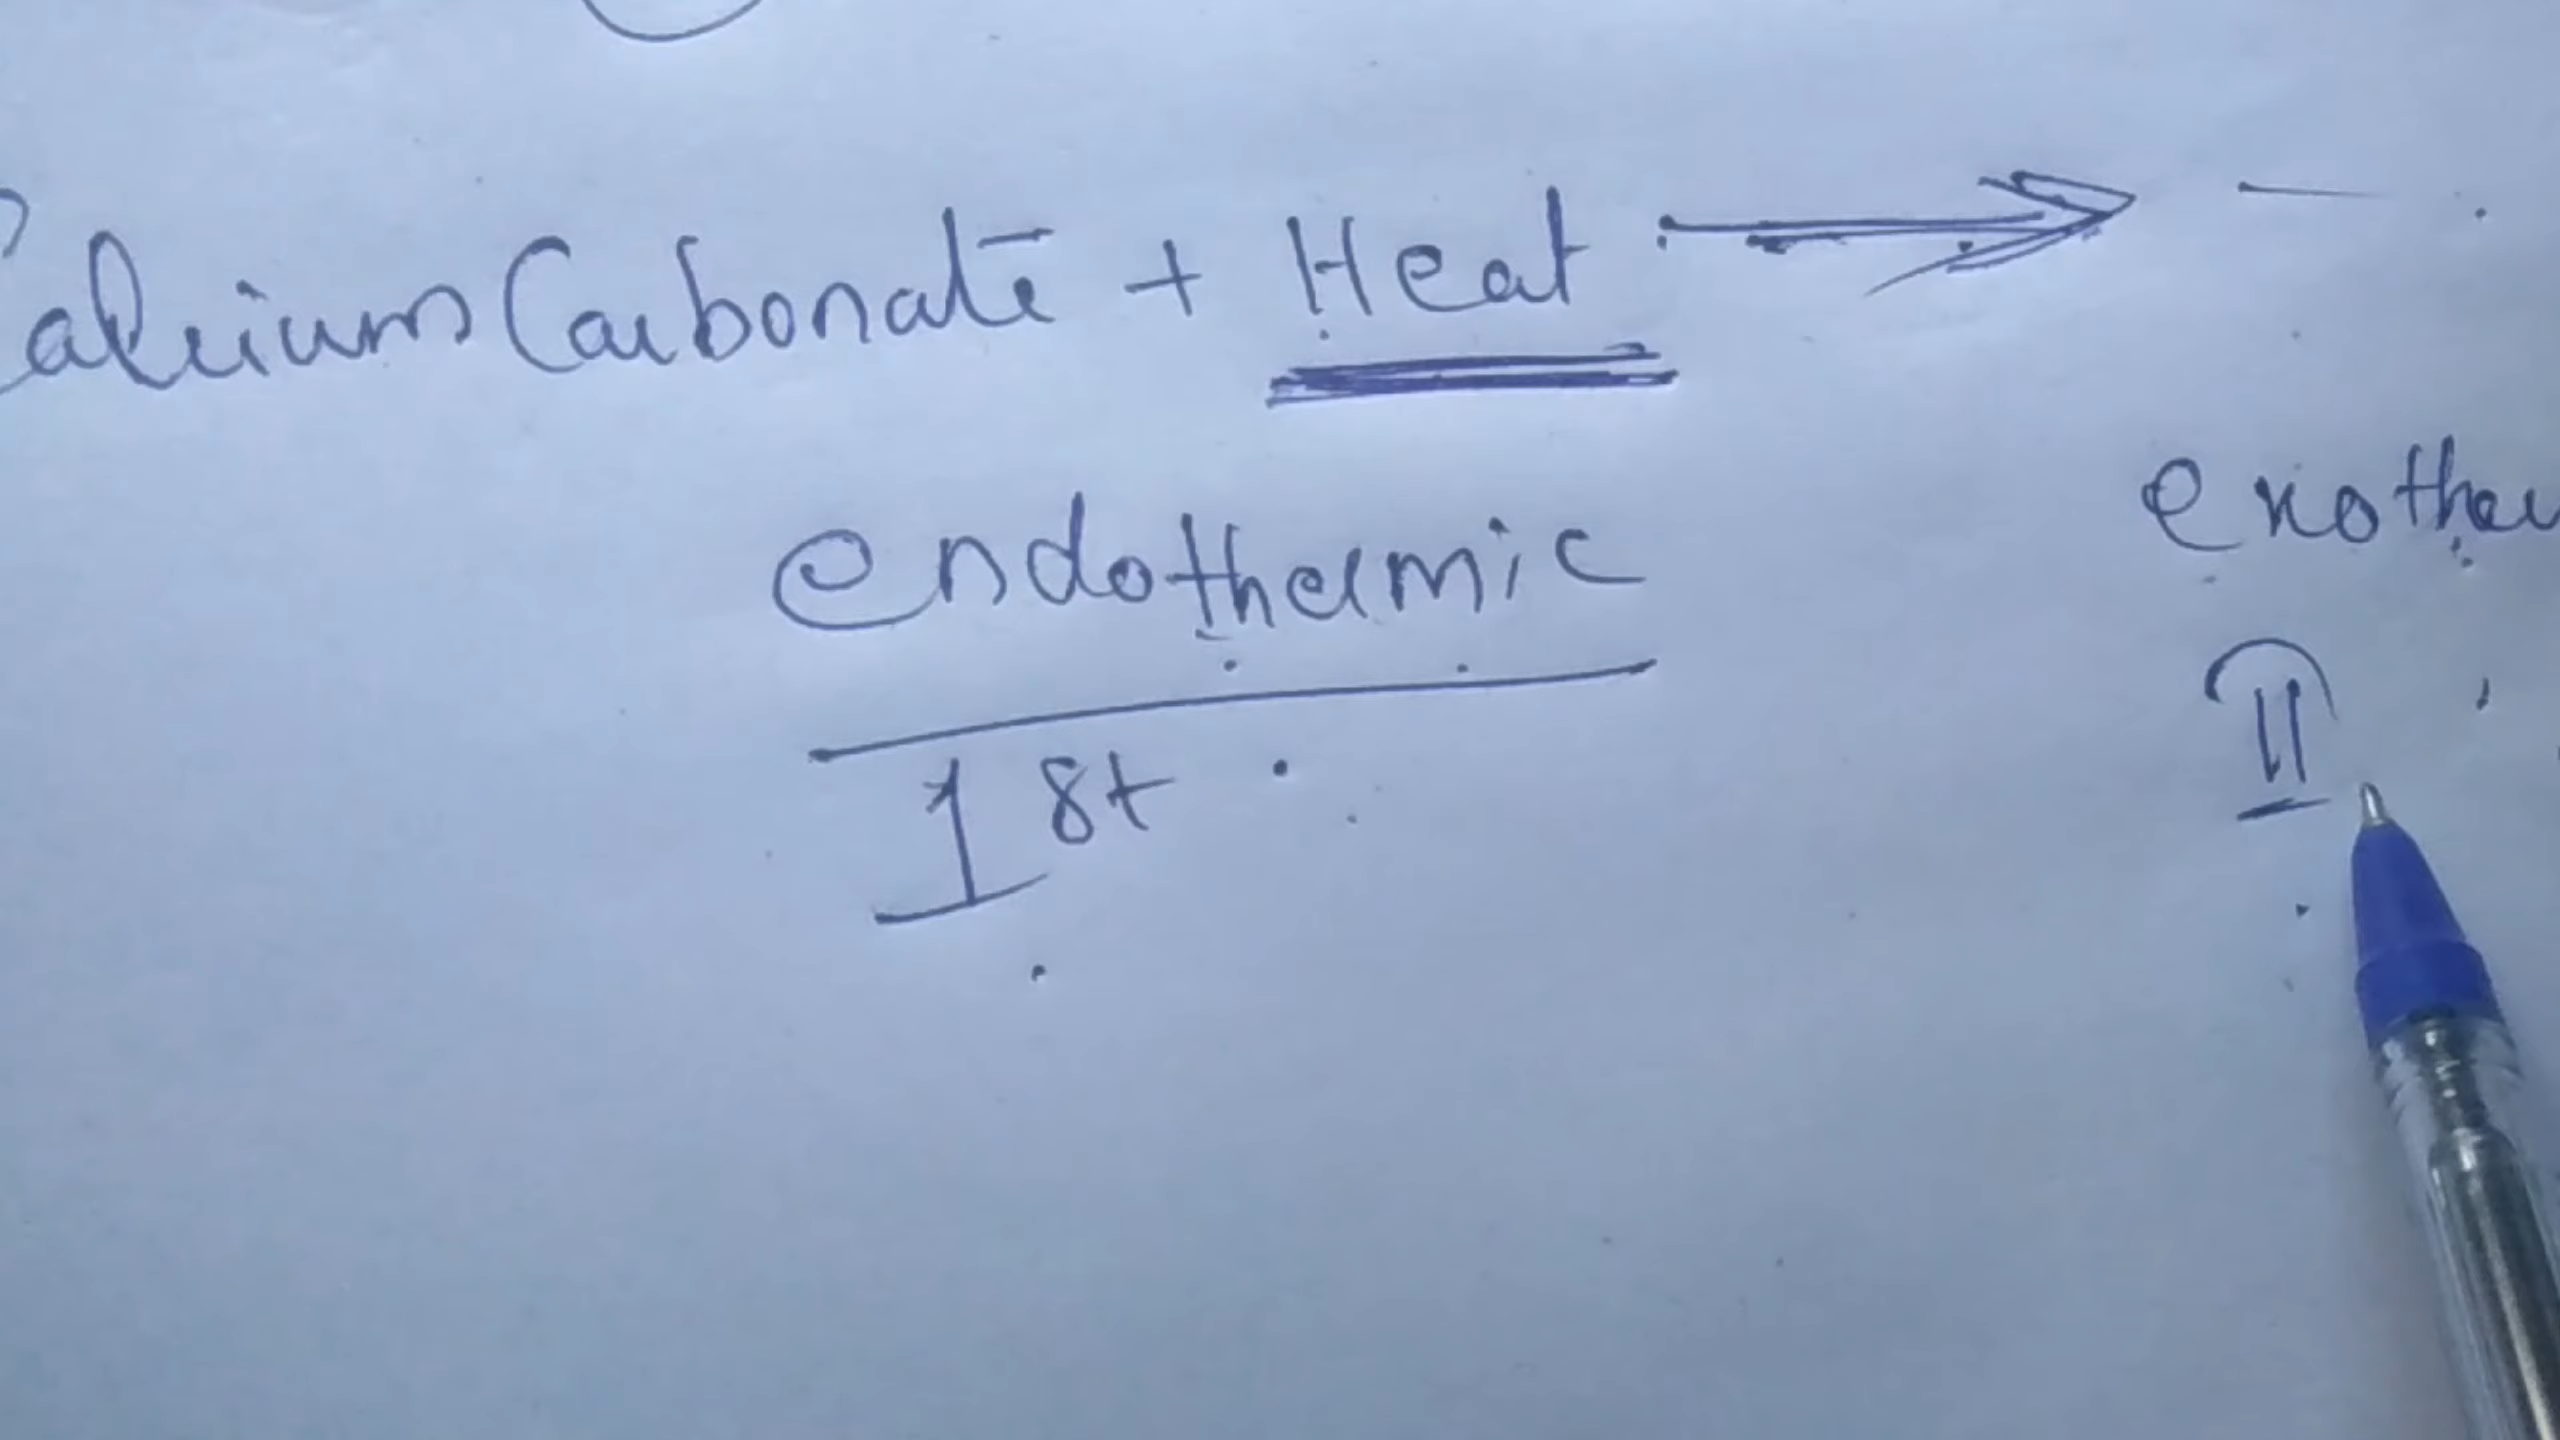 Calcium Carbonate + Heat → —
endothermic exother
1st II